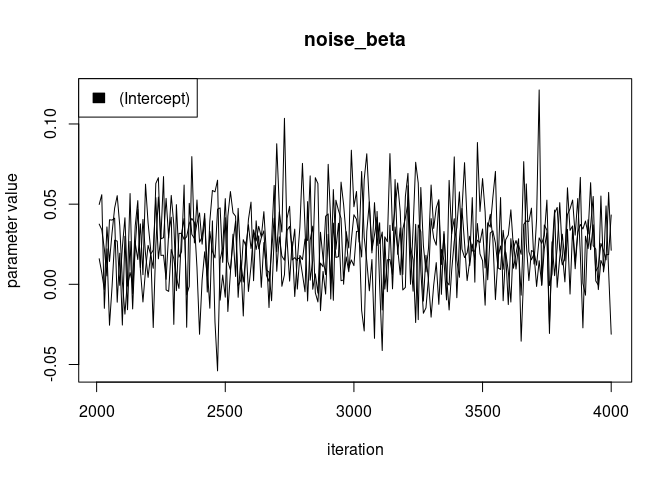 noise_beta
(Intercept)
parameter value
0.10
0.05
0.00
-0.05
2000 2500 3000 3500 4000
iteration